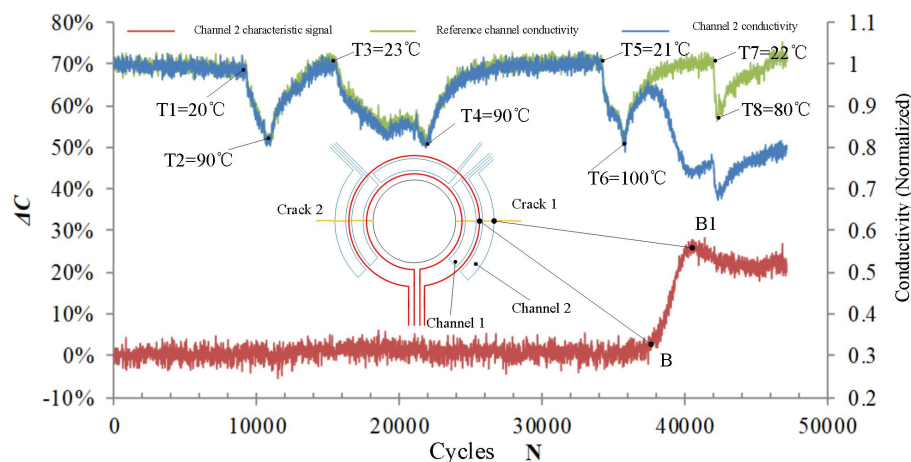 Channel 2 characteristic signal
Reference channel conductivity
Channel 2 conductivity
80%
70%
60%
50%
40%
30%
20%
10%
0%
-10%
ΔC
1.1
1
0.9
0.8
0.7
0.6
0.5
0.4
0.3
0.2
Conductivity (Normalized)
T1=20℃
T2=90℃
T3=23℃
T4=90℃
T5=21℃
T6=100℃
T7=22℃
T8=80℃
Crack 2
Crack 1
Channel 1
Channel 2
B1
B
0
10000
20000
30000
40000
50000
Cycles N